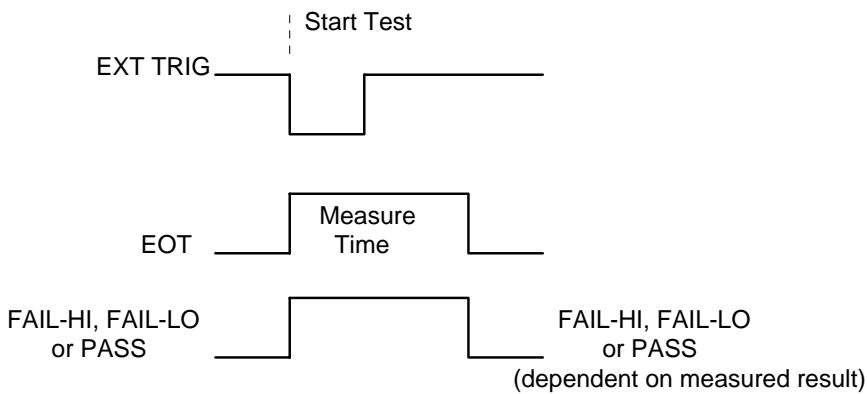 Start Test
EXT TRIG
Measure
Time
EOT
FAIL-HI, FAIL-LO
or PASS
FAIL-HI, FAIL-LO
or PASS
(dependent on measured result)